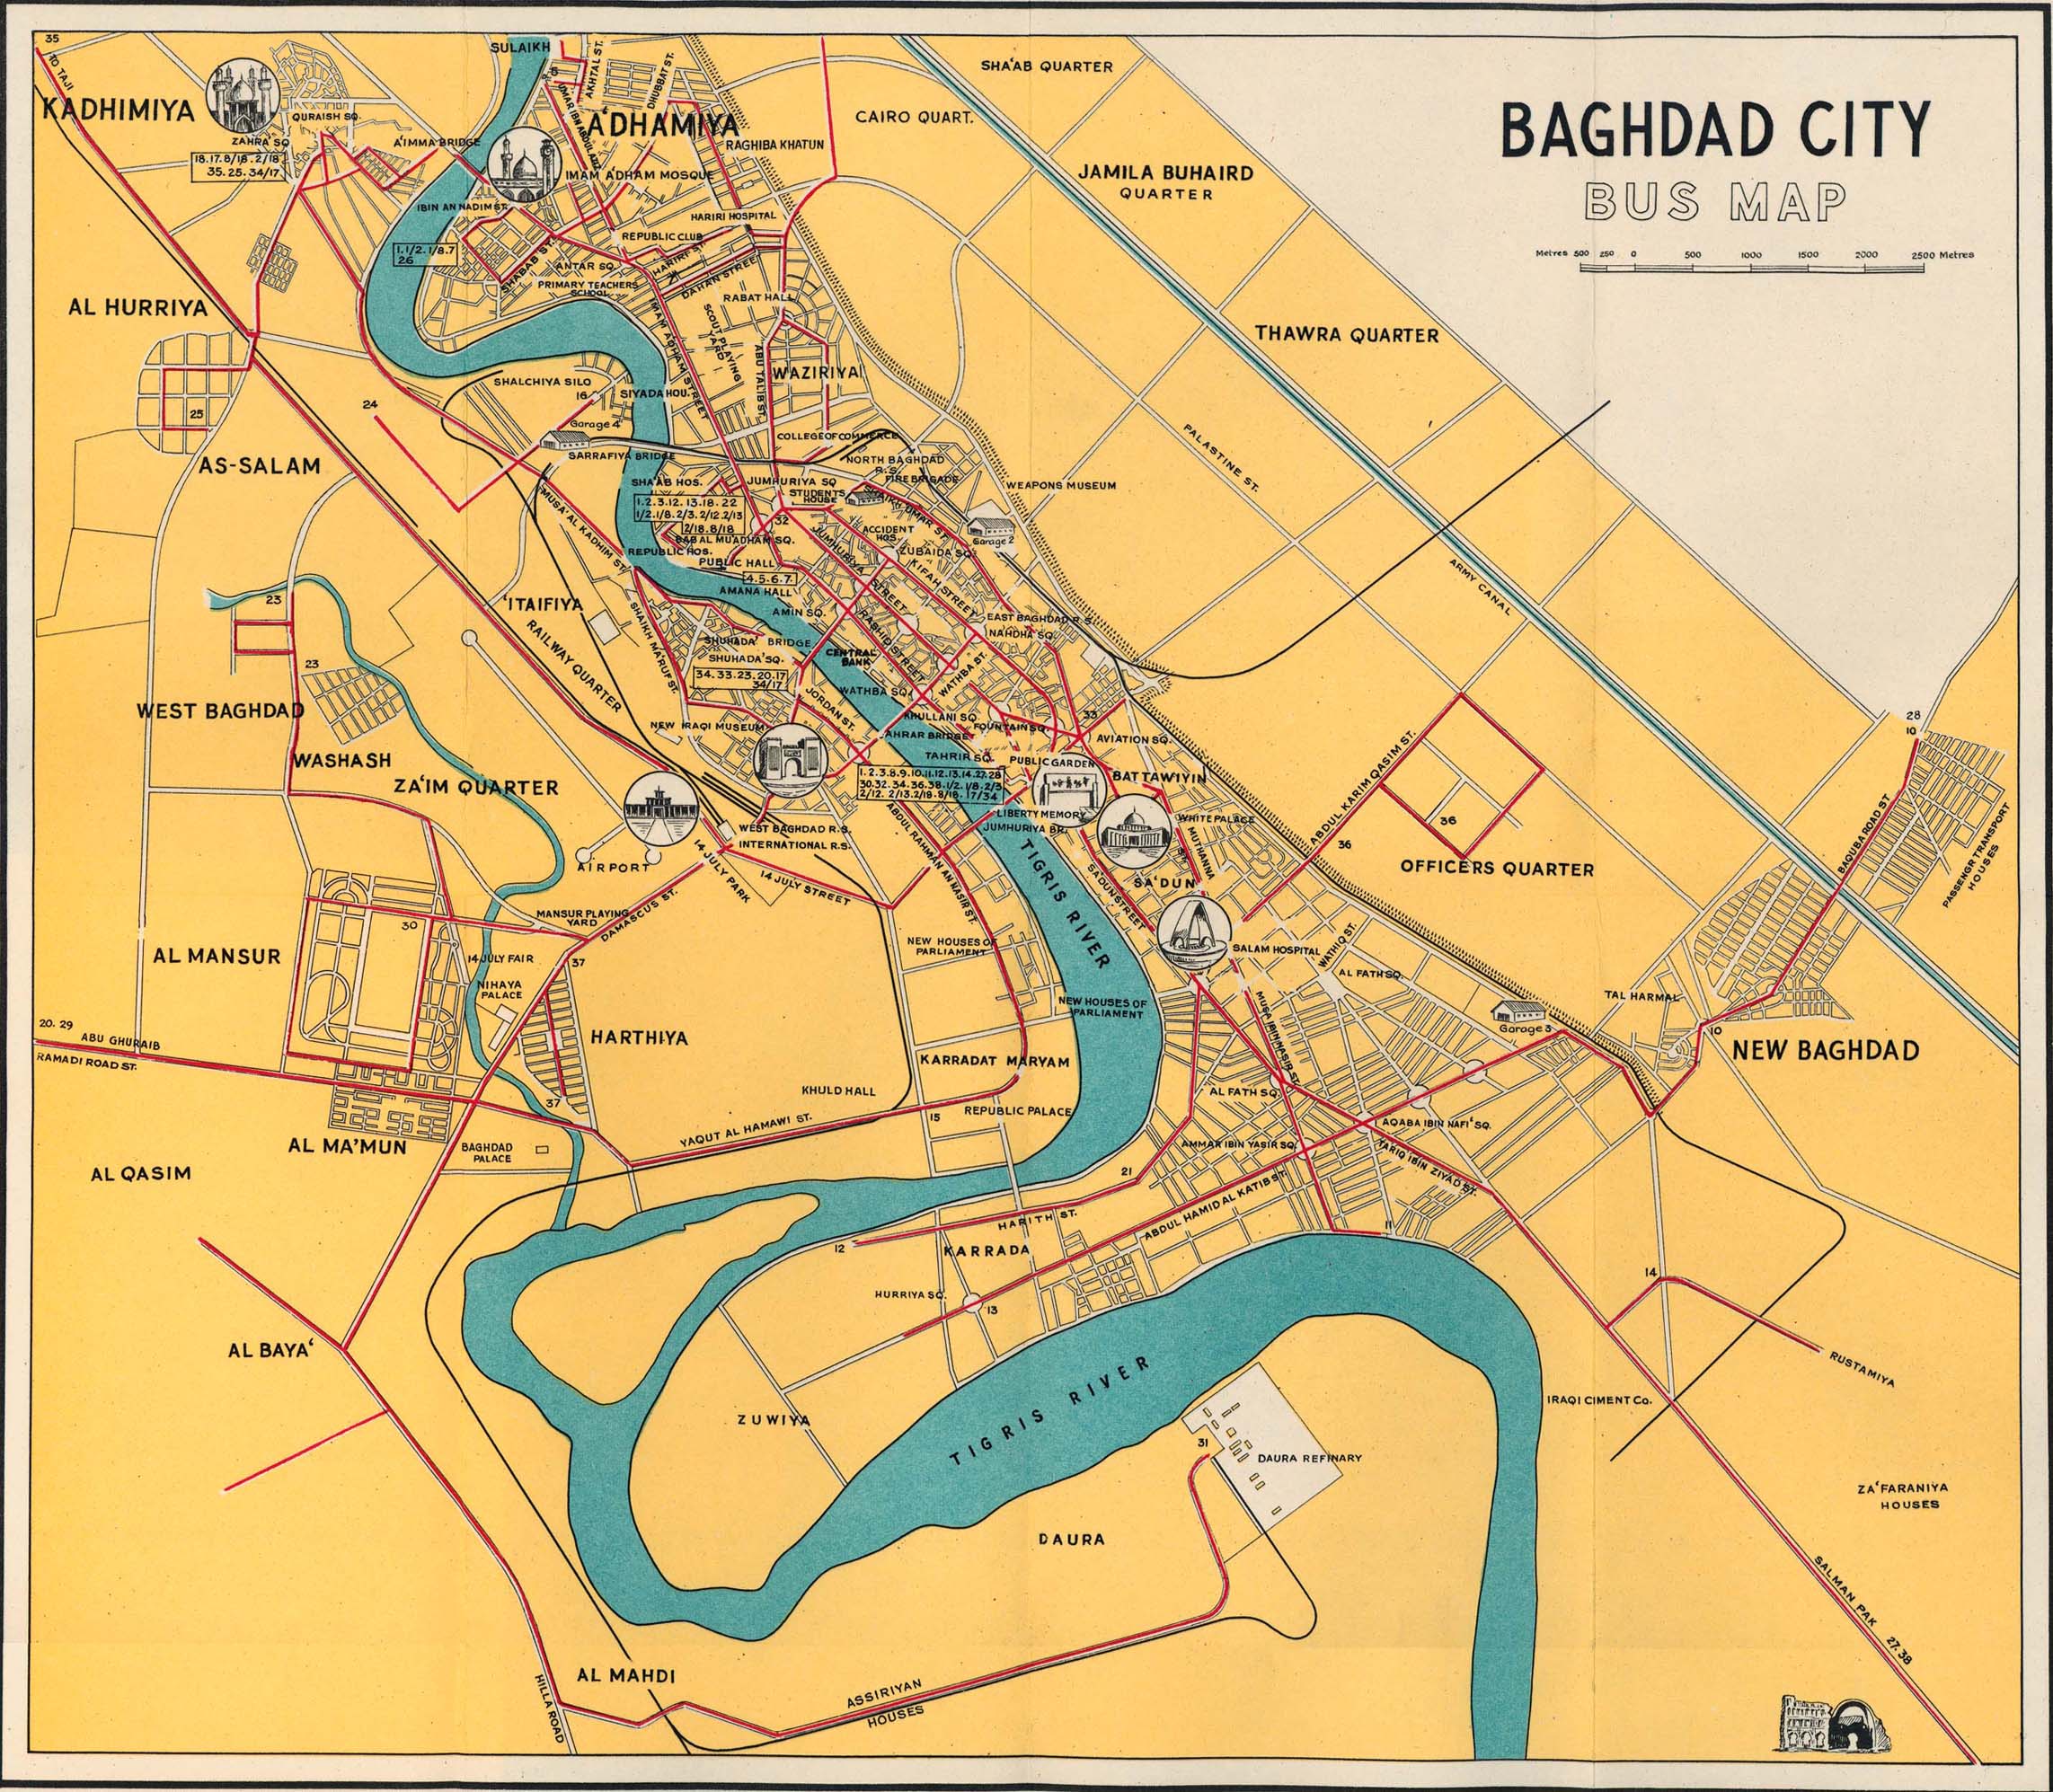 BAGHDAD CITY
BUS MAP
Metres 500 250 0 500 1000 1500 2000 2500 Metres
35
TO TAJI
KADHIMIYA
QURAISH SQ.
ZAHRA' SQ
18.17.8/18.2/18
35.25.34/17
A'IMMA BRIDGE
SULAIKH
8
AKHTAL ST.
DHUBBAT ST.
A'DHAMIYA
RAGHIBA KHATUN
IMAM A'DHAM MOSQUE
IBIN AN NADIM ST.
HARIRI HOSPITAL
REPUBLIC CLUB
HARIRI ST.
1.1/2.1/8.7
26
SHABAB ST.
ANTAR SQ.
DAHAN STREET
PRIMARY TEACHERS
SCHOOL
RABAT HALL
SCOUT PLAYING
YARD
IMAM A'DHAM STREET
ABU TALIB ST.
WAZIRIYA
CAIRO QUART.
SHA'AB QUARTER
JAMILA BUHAIRD
QUARTER
THAWRA QUARTER
PALASTINE ST.
ARMY CANAL
AL HURRIYA
25
24
SHALCHIYA SILO
16
SIYADA HOU.
Garage 4
SARRAFIYA BRIDGE
COLLEGE OF COMMERCE
NORTH BAGHDAD
R.S.
FIRE BRIGADE
WEAPONS MUSEUM
AS-SALAM
SHA'AB HOS.
JUMHURIYA SQ
STUDENTS
HOUSE
1.2.3.12.13.18.22
1/2.1/8.2/3.2/12.2/13
2/18.8/18
32
BAB AL MUADHAM SQ.
REPUBLIC HOS.
PUBLIC HALL
4.5.6.7.
AMANA HALL
AMIN SQ.
ACCIDENT
HOS.
SHAIKH UMAR ST.
Garage 2
ZUBAIDA SQ.
KIFAH STREET
JUMHURIYA STREET
RASHID STREET
EAST BAGHDAD R.S.
NAHDHA SQ.
MUSA AL KADHIM ST.
SHAIKH MA'RUF ST.
'ITAIFIYA
RAILWAY QUARTER
SHUHADA' BRIDGE
SHUHADA' SQ.
34.33.23.20.17
34/17
CENTRAL
BANK
WATHBA SQ.
WATHBA ST.
JORDAN ST.
KHULLANI SQ
FOUNTAIN SQ.
AHRAR BRIDGE
NEW IRAQI MUSEUM
TAHRIR SQ.
PUBLIC GARDEN
33
AVIATION SQ.
1.2.3.8.9.10.11.12.13.14.27.28
30.32.34.36.38.1/2.1/8.2/3
2/12.2/13.2/18.8/18.17/34
BATTAWIYIN
LIBERTY MEMORY
JUMHURIYA BR.
WHITE PALACE
MUTHANNA
SA'DUN
SADUN STREET
23
23
WEST BAGHDAD
WASHASH
ZA'IM QUARTER
WEST BAGHDAD R.S.
INTERNATIONAL R.S.
AIRPORT
14 JULY PARK
14 JULY STREET
ABDUL RAHMAN AN NASIR ST.
TIGRIS RIVER
MANSUR PLAYING
YARD
DAMASCUS ST.
30
AL MANSUR
14 JULY FAIR
37
NIHAYA
PALACE
NEW HOUSES OF
PARLIAMENT
NEW HOUSES OF
PARLIAMENT
SALAM HOSPITAL
WATHIQ ST.
AL FATH SQ.
ABDUL KARIM QASIM ST.
36
36
OFFICERS QUARTER
28
10
BAQUBA ROAD ST
PASSENGR TRANSPORT
HOUSES
TAL HARMAL
Garage 3
10
NEW BAGHDAD
20. 29
ABU GHURAIB
RAMADI ROAD ST.
HARTHIYA
37
KARRADAT MARYAM
KHULD HALL
15
REPUBLIC PALACE
YAQUT AL HAMAWI ST.
MUSA IBIN NASIR ST.
AL FATH SQ.
AQABA IBIN NAFI' SQ.
AMMAR IBIN YASIR SQ.
TARIQ IBIN ZIYAD ST.
AL MA'MUN
BAGHDAD
PALACE
AL QASIM
21
HARITH ST.
ABDUL HAMID AL KATIB ST.
12
KARRADA
11
HURRIYA SQ.
13
14
RUSTAMIYA
AL BAYA'
ZUWIYA
TIGRIS RIVER
IRAQI CIMENT Co.
31
DAURA REFINARY
ZA'FARANIYA
HOUSES
DAURA
SALMAN PAK
27.38
AL MAHDI
HILLA ROAD
ASSIRIYAN
HOUSES